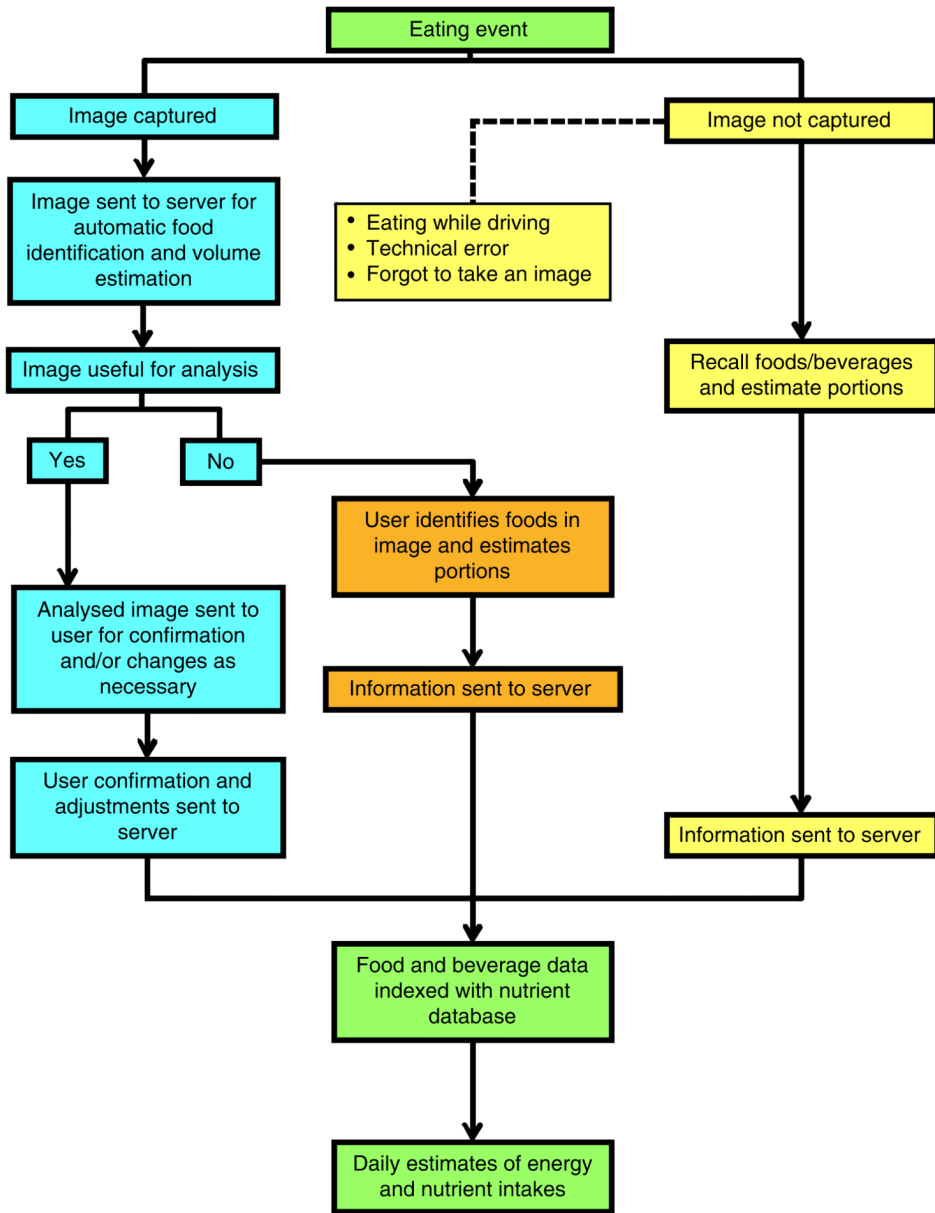 Eating event
Image captured
Image not captured
Image sent to server for
automatic food
identification and volume
estimation
• Eating while driving
• Technical error
• Forgot to take an image
Image useful for analysis
Recall foods/beverages
and estimate portions
Yes
No
User identifies foods in
image and estimates
portions
Analysed image sent to
user for confirmation
and/or changes as
necessary
Information sent to server
User confirmation and
adjustments sent to
server
Information sent to server
Food and beverage data
indexed with nutrient
database
Daily estimates of energy
and nutrient intakes